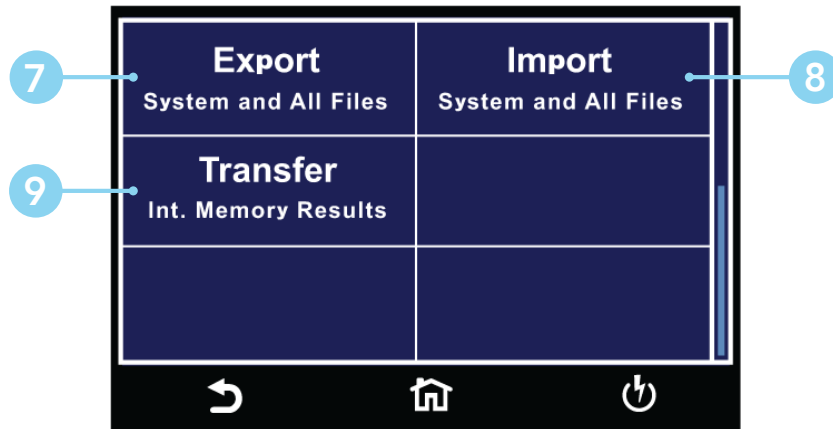 7
Export
System and All Files
Import
System and All Files
8
9
Transfer
Int. Memory Results